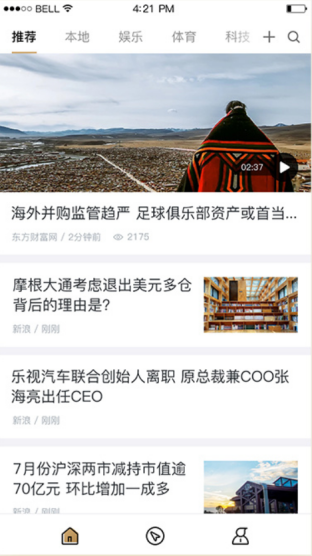 BELL 4:21 PM
推荐 本地 娱乐 体育 科技
02:37
海外并购监管趋严 足球俱乐部资产或首当...
东方财富网 / 2分钟前 2175
摩根大通考虑退出美元多仓
背后的理由是?
新浪 / 刚刚
乐视汽车联合创始人离职 原总裁兼COO张
海亮出任CEO
新浪 / 刚刚
7月份沪深两市减持市值逾
70亿元 环比增加一成多
新浪 / 刚刚